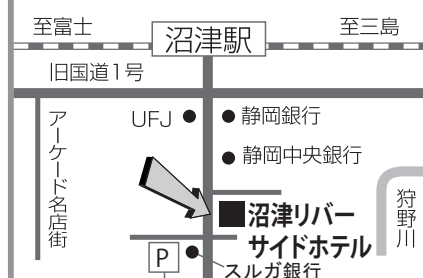 至富士
至三島
沼津駅
旧国道1号
アーケード名店街
UFJ
静岡銀行
静岡中央銀行
狩野川
沼津リバー
サイドホテル
P
スルガ銀行